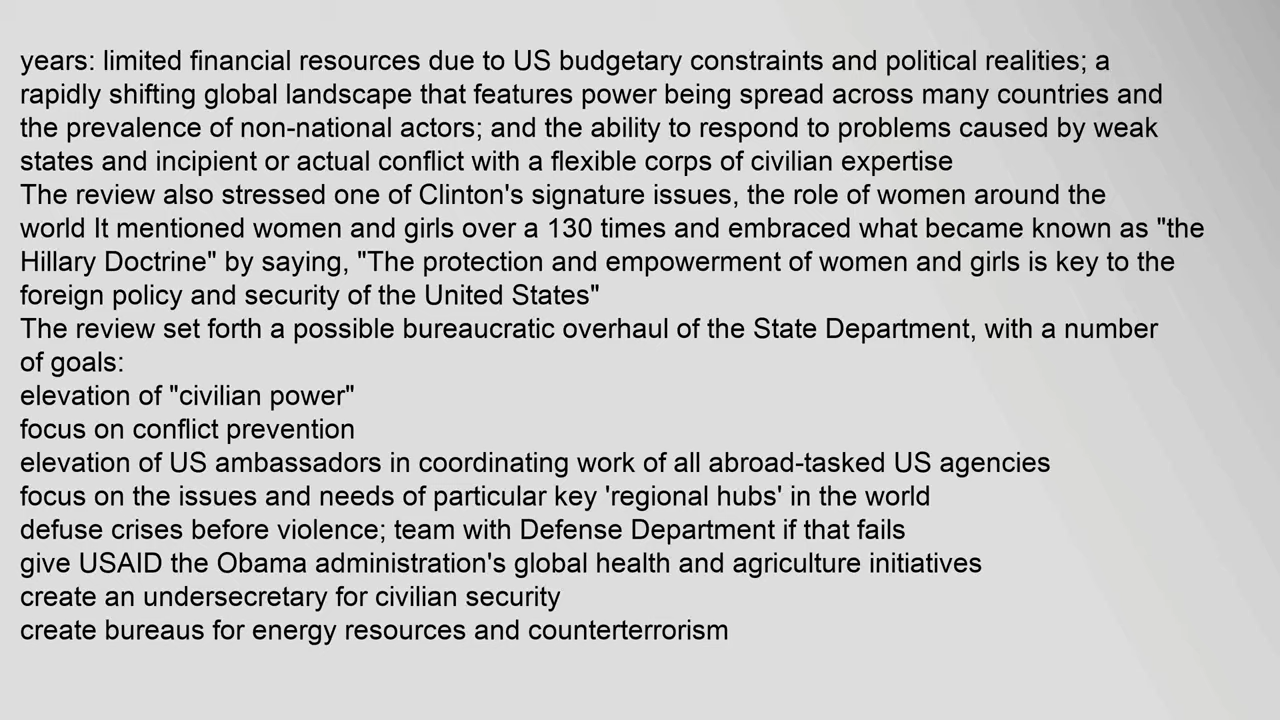 years: limited financial resources due to US budgetary constraints and political realities; a
rapidly shifting global landscape that features power being spread across many countries and
the prevalence of non-national actors; and the ability to respond to problems caused by weak
states and incipient or actual conflict with a flexible corps of civilian expertise
The review also stressed one of Clinton's signature issues, the role of women around the
world It mentioned women and girls over a 130 times and embraced what became known as "the
Hillary Doctrine" by saying, "The protection and empowerment of women and girls is key to the
foreign policy and security of the United States"
The review set forth a possible bureaucratic overhaul of the State Department, with a number
of goals:
elevation of "civilian power"
focus on conflict prevention
elevation of US ambassadors in coordinating work of all abroad-tasked US agencies
focus on the issues and needs of particular key 'regional hubs' in the world
defuse crises before violence; team with Defense Department if that fails
give USAID the Obama administration's global health and agriculture initiatives
create an undersecretary for civilian security
create bureaus for energy resources and counterterrorism